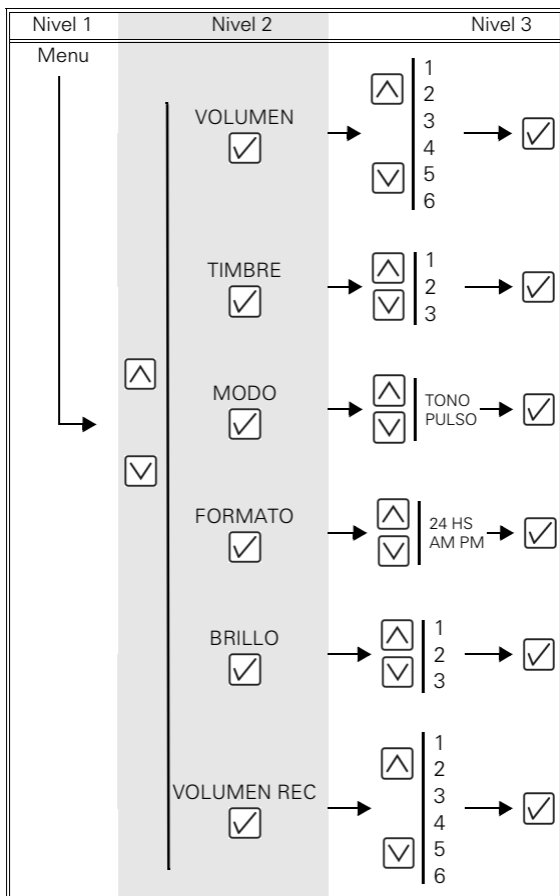 Nivel 1 Nivel 2 Nivel 3
Menu
VOLUMEN
1
2
3
4
5
6
TIMBRE
1
2
3
MODO
TONO
PULSO
FORMATO
24 HS
AM PM
BRILLO
1
2
3
VOLUMEN REC
1
2
3
4
5
6